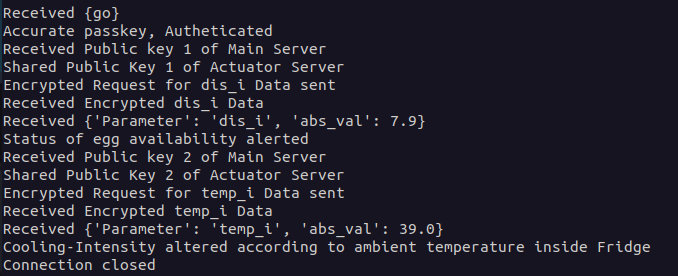 Received {go}
Accurate passkey, Autheticated
Received Public key 1 of Main Server
Shared Public Key 1 of Actuator Server
Encrypted Request for dis_i Data sent
Received Encrypted dis_i Data
Received {'Parameter': 'dis_i', 'abs_val': 7.9}
Status of egg availability alerted
Received Public key 2 of Main Server
Shared Public Key 2 of Actuator Server
Encrypted Request for temp_i Data sent
Received Encrypted temp_i Data
Received {'Parameter': 'temp_i', 'abs_val': 39.0}
Cooling-Intensity altered according to ambient temperature inside Fridge
Connection closed